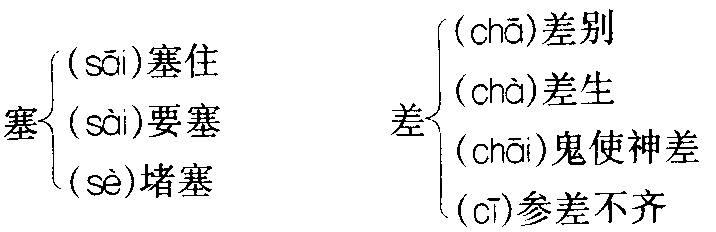 塞
(sāi)塞住
(sài)要塞
(sè)堵塞
差
(chā)差别
(chà)差生
(chāi)鬼使神差
(cī)参差不齐